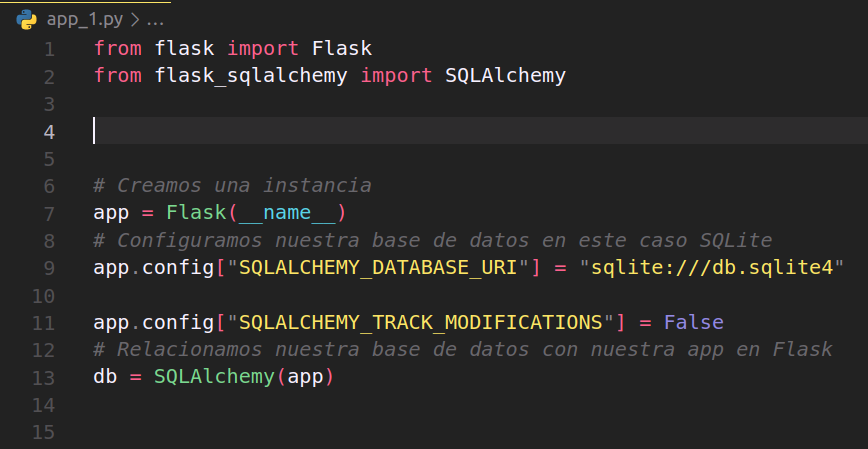 app_1.py > ...
1 from flask import Flask
2 from flask_sqlalchemy import SQLAlchemy
3
4
5
6 # Creamos una instancia
7 app = Flask(__name__)
8 # Configuramos nuestra base de datos en este caso SQLite
9 app.config["SQLALCHEMY_DATABASE_URI"] = "sqlite:///db.sqlite4"
10
11 app.config["SQLALCHEMY_TRACK_MODIFICATIONS"] = False
12 # Relacionamos nuestra base de datos con nuestra app en Flask
13 db = SQLAlchemy(app)
14
15